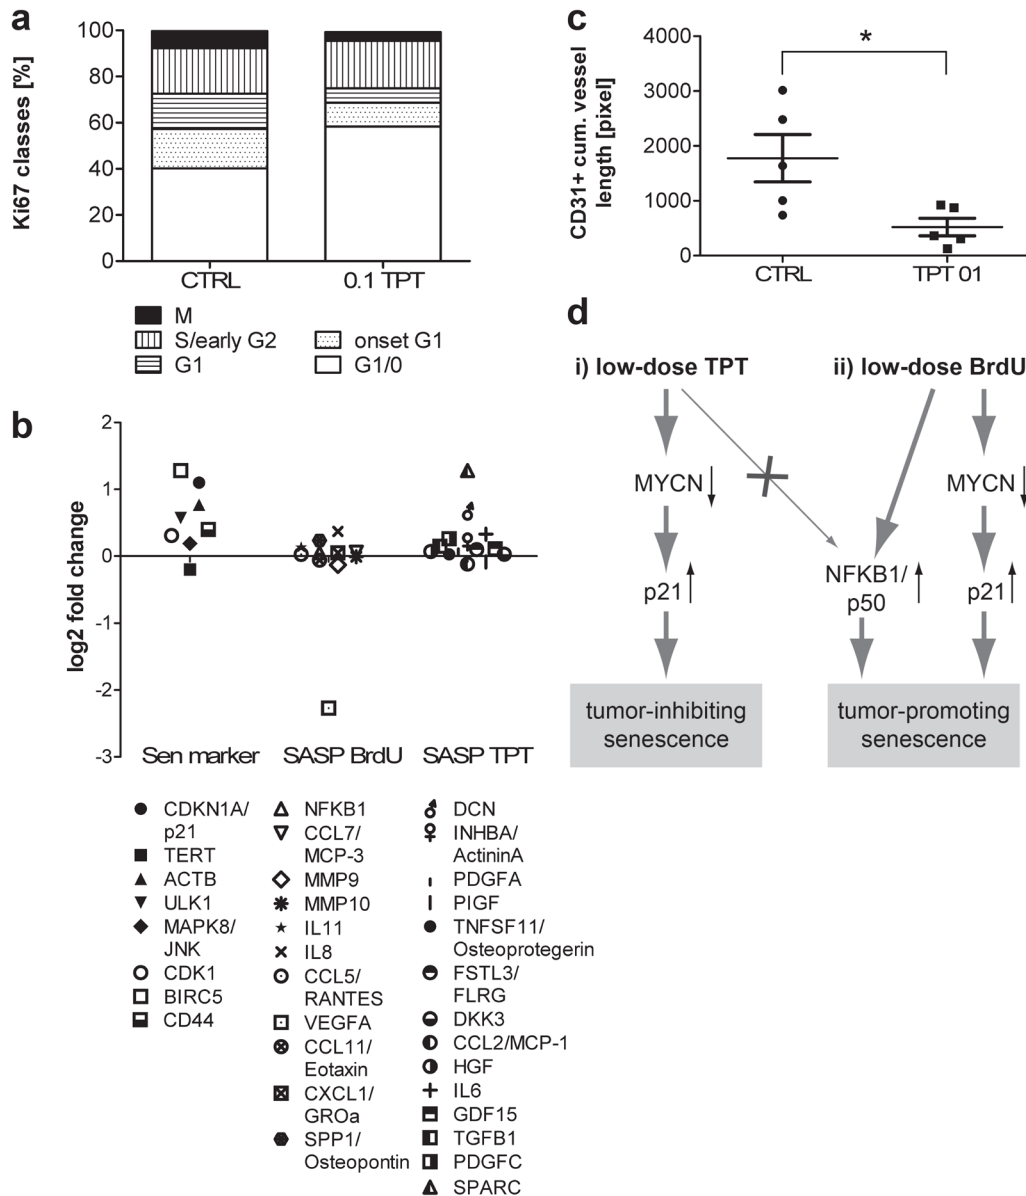 a
Ki67 classes [%]
100
80
60
40
20
0
CTRL
0.1 TPT
M
S/early G2
onset G1
G1
G1/0
b
log2 fold change
2
1
0
-1
-2
-3
Sen marker
SASP BrdU
SASP TPT
CDKN1A/
p21
TERT
ACTB
ULK1
MAPK8/
JNK
CDK1
BIRC5
CD44
NFKB1
CCL7/
MCP-3
MMP9
MMP10
IL11
IL8
CCL5/
RANTES
VEGFA
CCL11/
Eotaxin
CXCL1/
GROa
SPP1/
Osteopontin
DCN
INHBA/
ActininA
PDGFA
PIGF
TNFSF11/
Osteoprotegerin
FSTL3/
FLRG
DKK3
CCL2/MCP-1
HGF
IL6
GDF15
TGFB1
PDGFC
SPARC
c
CD31+ cum. vessel
length [pixel]
4000
3000
2000
1000
0
*
CTRL
TPT 01
d
i) low-dose TPT
ii) low-dose BrdU
MYCN
MYCN
p21
NFKB1/
p50
p21
tumor-inhibiting
senescence
tumor-promoting
senescence